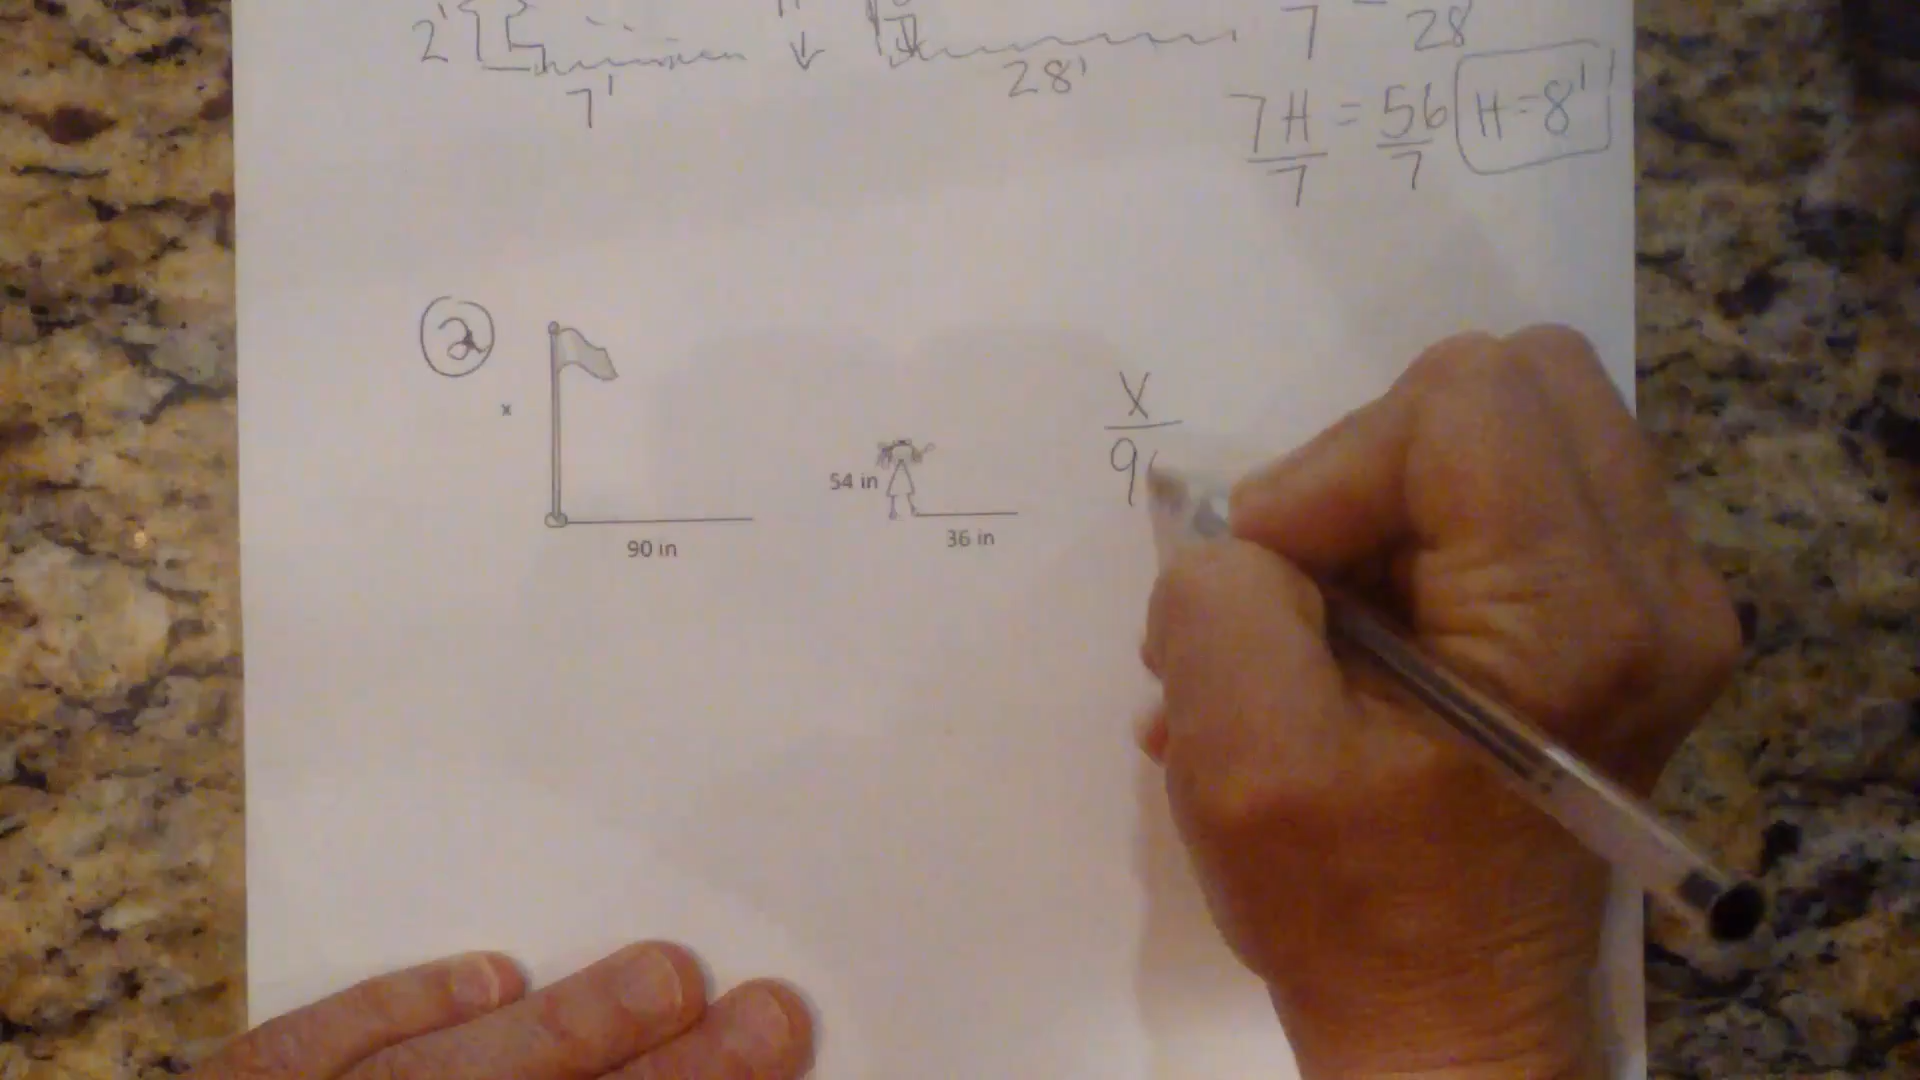 2'
7'
28'
7 = 28
7H = 56
7 7
H = 8'
2
x
90 in
54 in
36 in
X
9